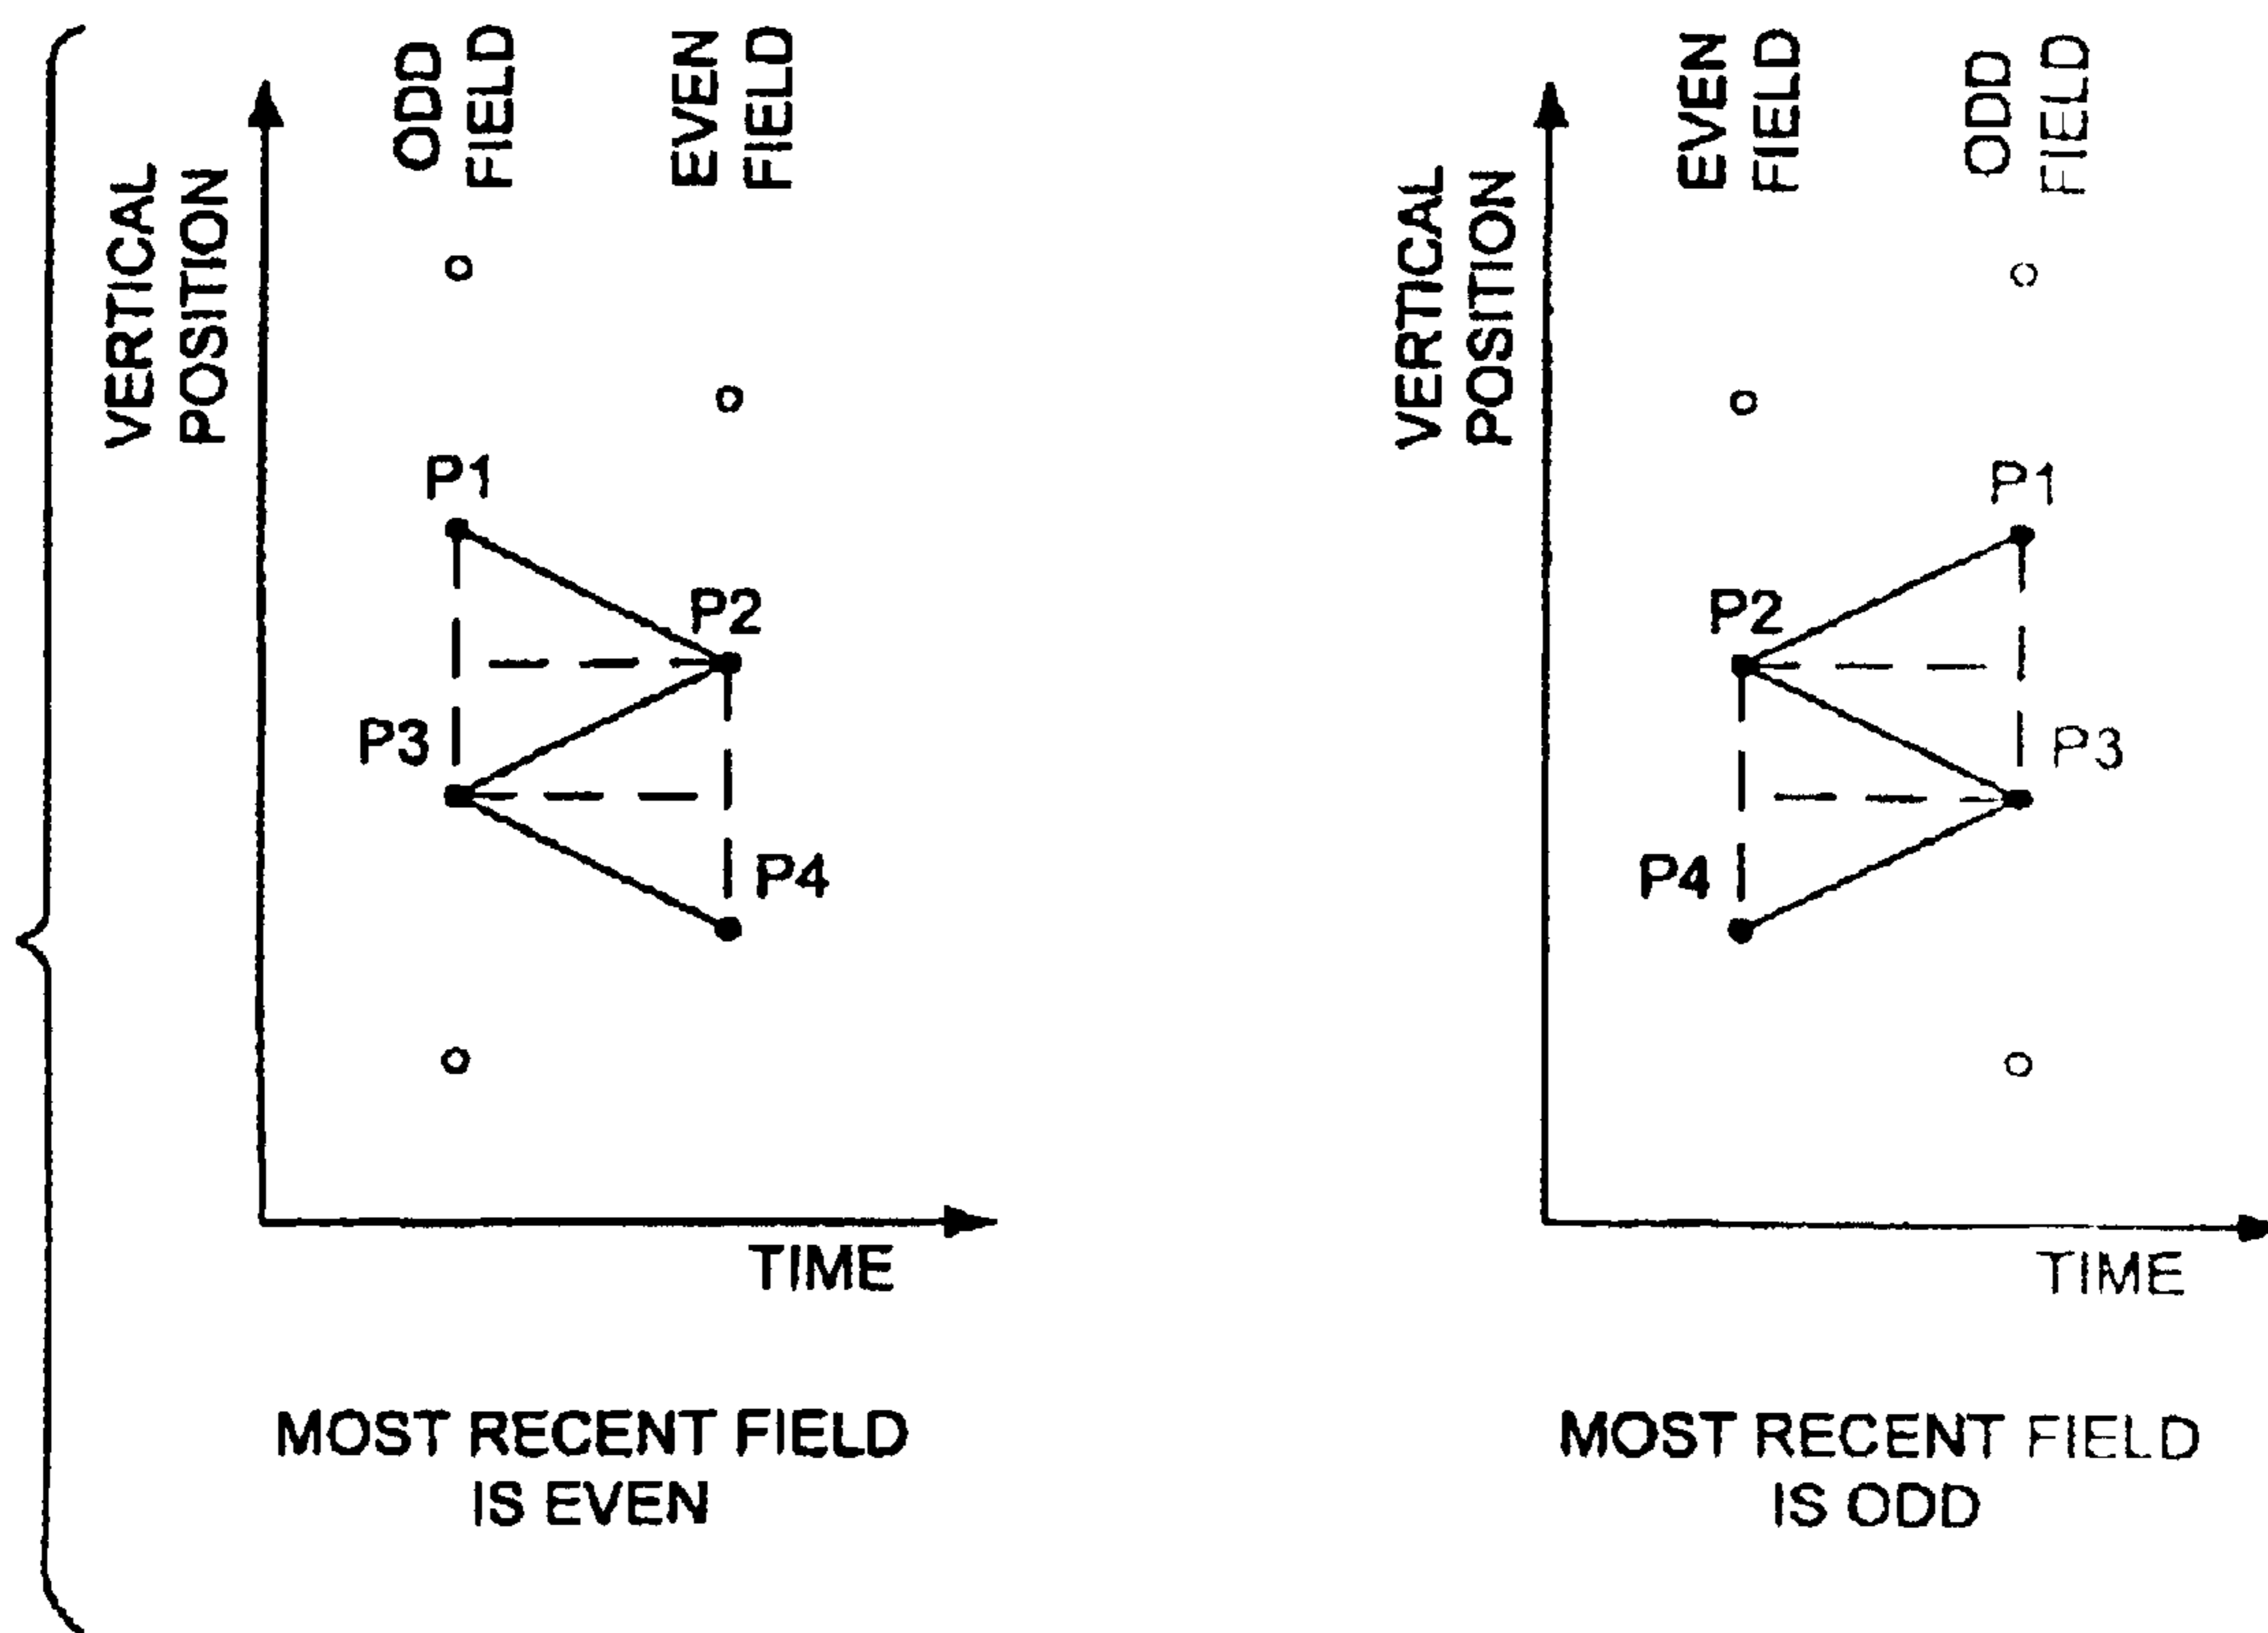 VERTICAL
POSITION
ODD
FIELD
EVEN
FIELD
P1
P2
P3
P4
TIME
MOST RECENT FIELD
IS EVEN
VERTICAL
POSITION
EVEN
FIELD
ODD
FIELD
P1
P2
P3
P4
TIME
MOST RECENT FIELD
IS ODD